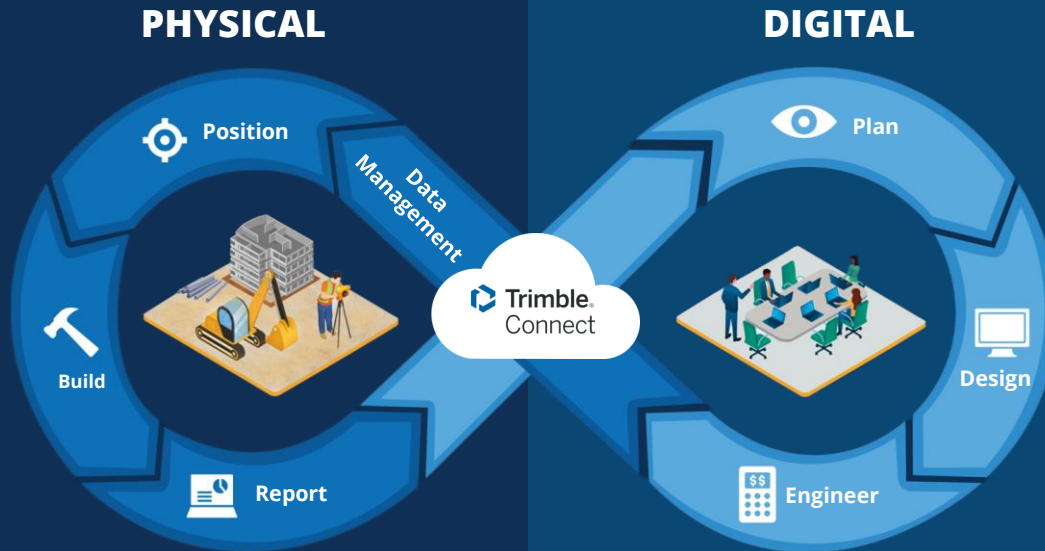 PHYSICAL
DIGITAL
Position
Data
Management
Plan
Trimble®
Connect
Build
Design
Report
$$
Engineer